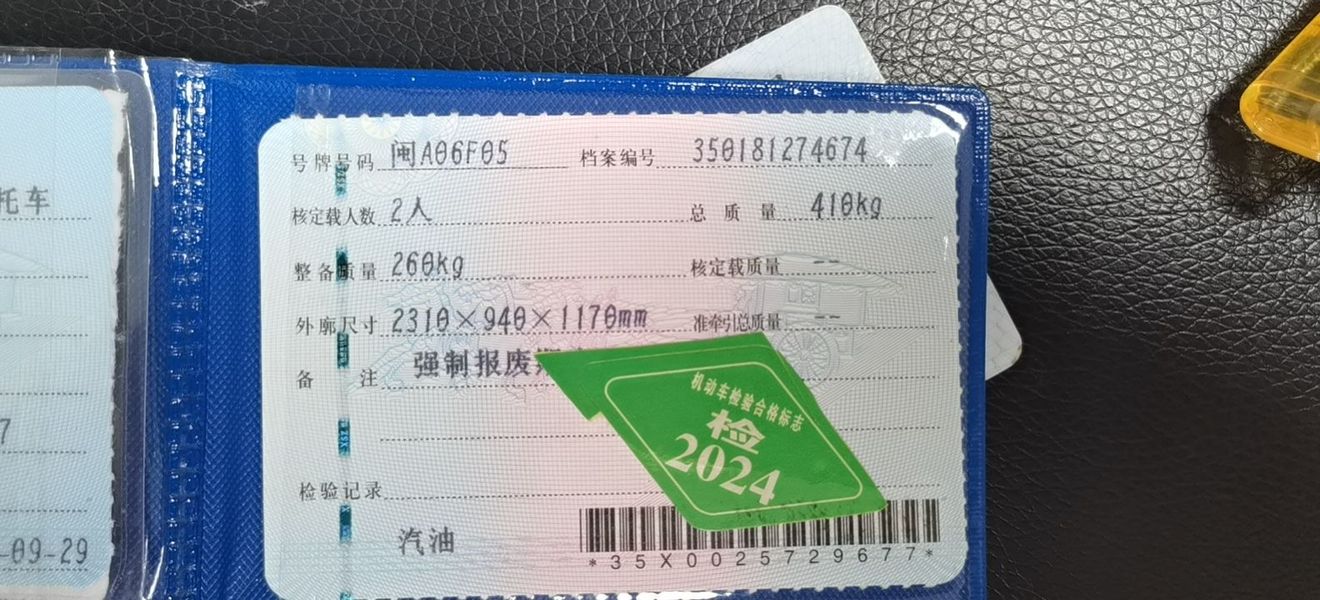 托车
7
-09-29
号牌号码 闽A06F05 档案编号 350181274674
核定载人数 2人 总质量 410kg
整备质量 260kg 核定载质量 --
外廓尺寸 2310×940×1170mm 准牵引总质量 --
备注 强制报废
机动车检验合格标志
检
2024
检验记录
汽油
*35X0025729677*